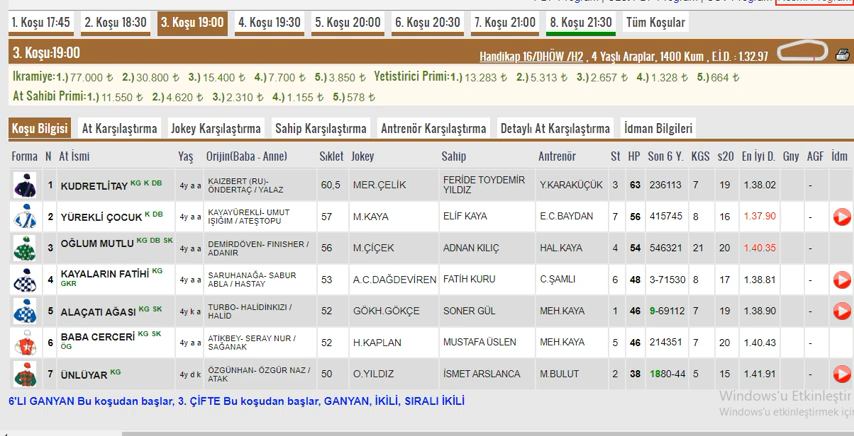 1. Koşu 17:45 2. Koşu 18:30 3. Koşu 19:00 4. Koşu 19:30 5. Koşu 20:00 6. Koşu 20:30 7. Koşu 21:00 8. Koşu 21:30 Tüm Koşular
3. Koşu:19:00 Handikap 16/DHÖW /H2 , 4 Yaşlı Araplar, 1400 Kum , E.İ.D. : 1.32.97
Ikramiye:1.) 77.000 ₺ 2.) 30.800 ₺ 3.) 15.400 ₺ 4.) 7.700 ₺ 5.) 3.850 ₺ Yetistirici Primi:1.) 13.283 ₺ 2.) 5.313 ₺ 3.) 2.657 ₺ 4.) 1.328 ₺ 5.) 664 ₺
At Sahibi Primi:1.) 11.550 ₺ 2.) 4.620 ₺ 3.) 2.310 ₺ 4.) 1.155 ₺ 5.) 578 ₺
Koşu Bilgisi At Karşılaştırma Jokey Karşılaştırma Sahip Karşılaştırma Antrenör Karşılaştırma Detaylı At Karşılaştırma İdman Bilgileri
Forma N At İsmi Yaş Orijin(Baba - Anne) Sıklet Jokey Sahip Antrenör St HP Son 6 Y. KGS s20 En İyi D. Gny AGF İdm
1 KUDRETLİTAY KG K DB 4y a a KAIZBERT (RU)- ÖNDERTAÇ / YALAZ 60,5 MER.ÇELİK FERİDE TOYDEMİR YILDIZ Y.KARAKÜÇÜK 3 63 236113 7 19 1.38.02 -
2 YÜREKLİ ÇOCUK K DB 4y a a KAYAYÜREKLİ- UMUT IŞIĞIM / ATEŞTOPU 57 M.KAYA ELİF KAYA E.C.BAYDAN 7 56 415745 8 16 1.37.90 -
3 OĞLUM MUTLU KG DB SK 4y a a DEMİRDÖVEN- FINISHER / ADANIR 56 M.ÇİÇEK ADNAN KILIÇ HAL.KAYA 4 54 546321 21 20 1.40.35 -
4 KAYALARIN FATİHİ KG GKR 4y a a SARUHANAĞA- SABUR ABLA / HASTAY 53 A.C.DAĞDEVİREN FATİH KURU C.ŞAMLI 6 48 3-71530 8 17 1.38.81 -
5 ALAÇATI AĞASI KG SK 4y k a TURBO- HALİDİNKIZI / HALİD 52 GÖKH.GÖKÇE SONER GÜL MEH.KAYA 1 46 9-69112 7 19 1.38.90 -
6 BABA CERCERİ KG SK ÖG 4y a a ATİKBEY- SERAY NUR / SAĞANAK 52 H.KAPLAN MUSTAFA ÜSLEN MEH.KAYA 5 46 214351 7 20 1.40.43 -
7 ÜNLÜYAR KG 4y d k ÖZGÜNHAN- ÖZGÜR NAZ / ATAK 50 O.YILDIZ İSMET ARSLANCA M.BULUT 2 38 1880-44 5 15 1.41.91 -
6'LI GANYAN Bu koşudan başlar, 3. ÇİFTE Bu koşudan başlar, GANYAN, İKİLİ, SIRALI İKİLİ
Windows'u Etkinleştir
Windows'u etkinleştirmek için